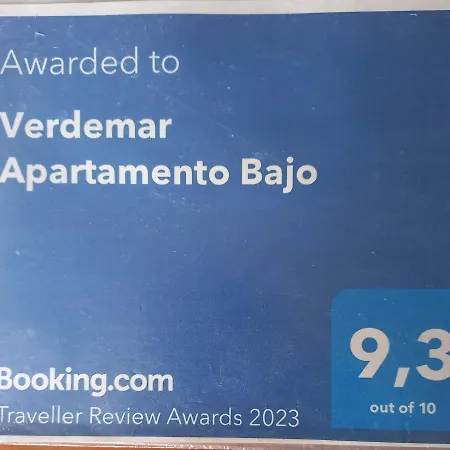 Awarded to
Verdemar
Apartamento Bajo
9,3
out of 10
Booking.com
Traveller Review Awards 2023